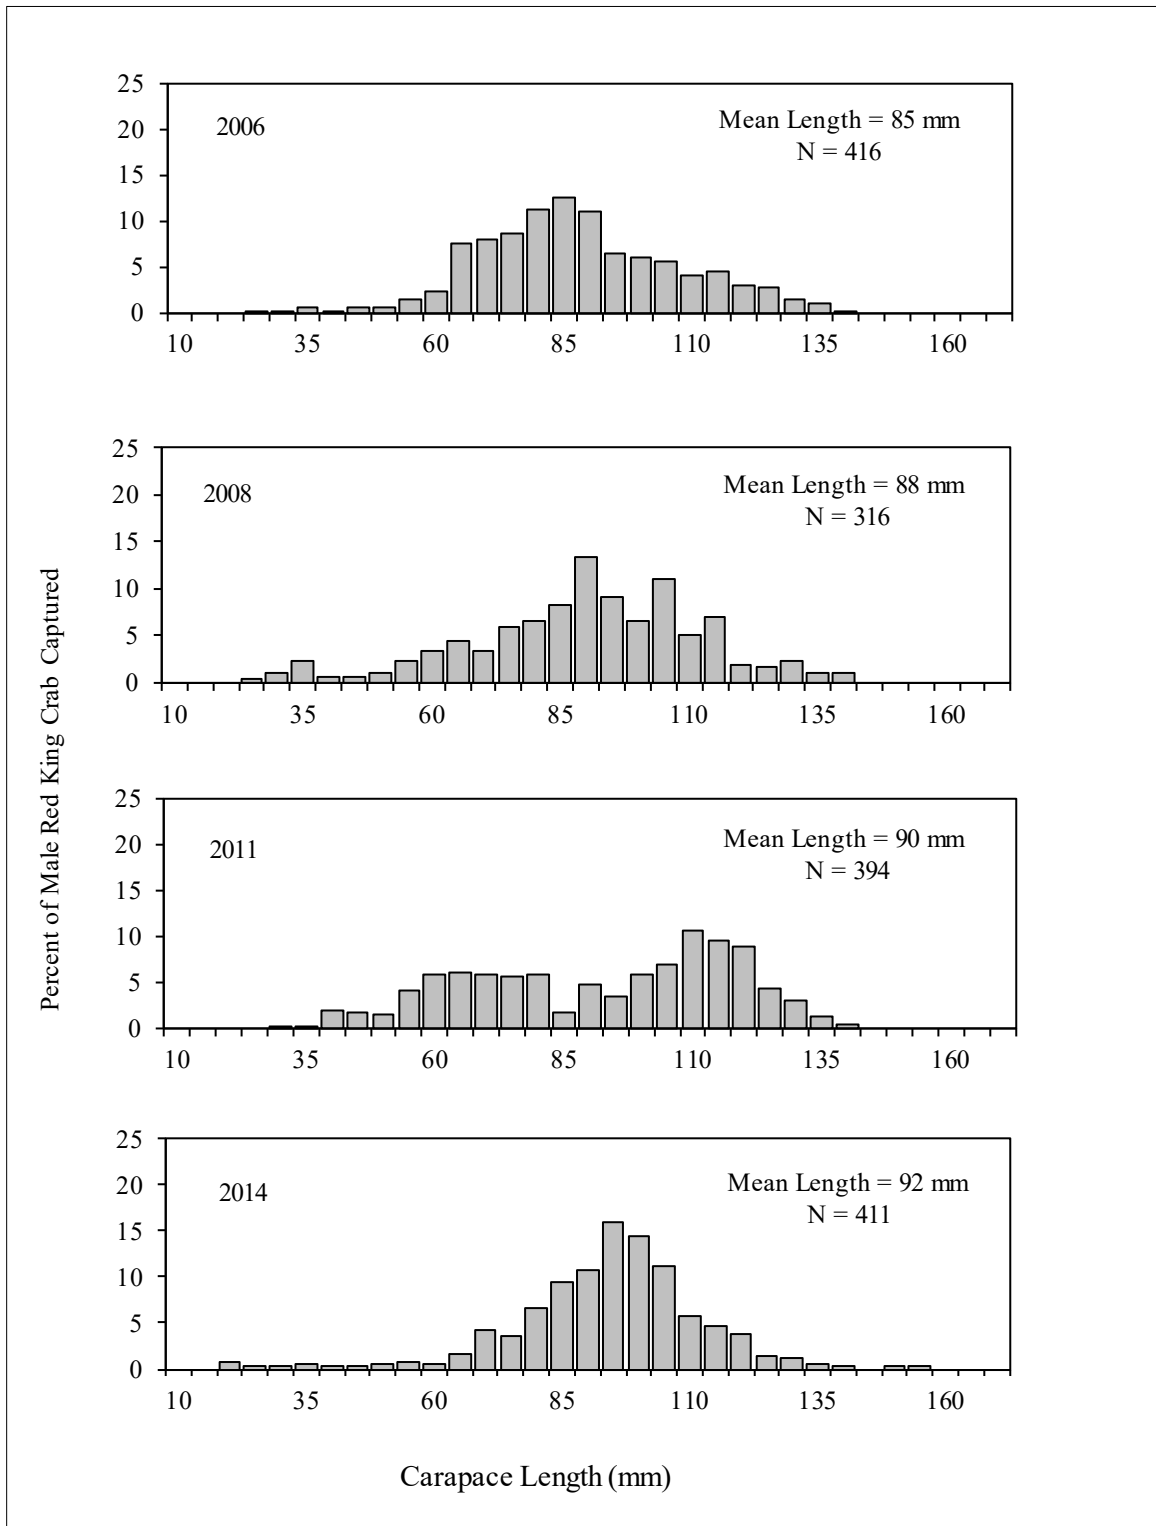 Percent of Male Red King Crab Captured
25
20
15
10
5
0
2006
Mean Length = 85 mm
N = 416
10 35 60 85 110 135 160
25
20
15
10
5
0
2008
Mean Length = 88 mm
N = 316
10 35 60 85 110 135 160
25
20
15
10
5
0
2011
Mean Length = 90 mm
N = 394
10 35 60 85 110 135 160
25
20
15
10
5
0
2014
Mean Length = 92 mm
N = 411
10 35 60 85 110 135 160
Carapace Length (mm)